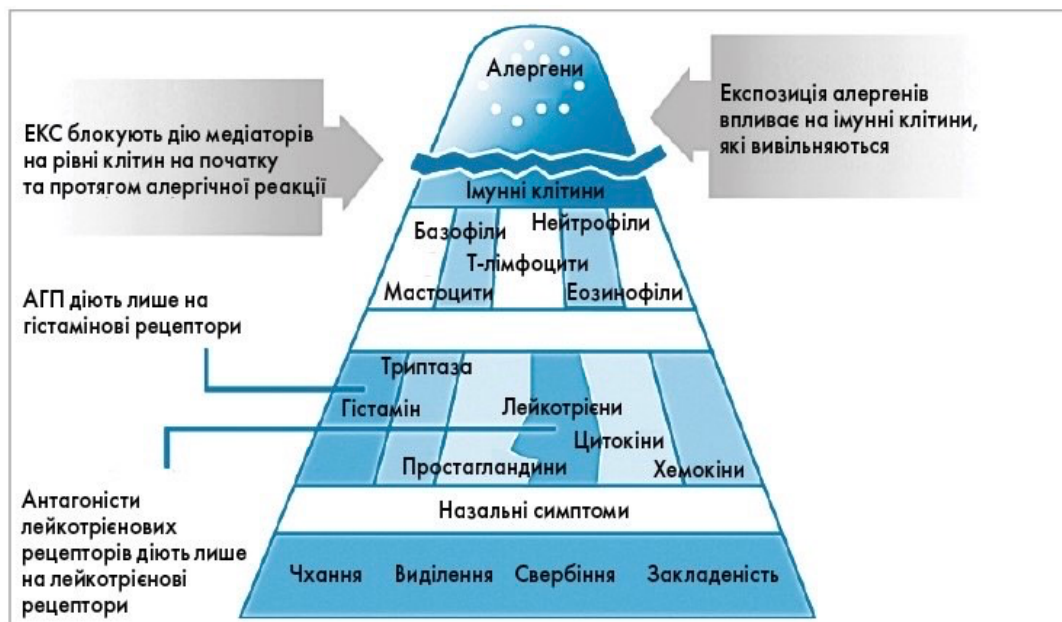 Алергени
ЕКС блокують дію медіаторів
на рівні клітин на початку
та протягом алергічної реакції
Експозиція алергенів
впливає на імунні клітини,
які вивільняються
Імунні клітини
Базофіли
Нейтрофіли
Т-лімфоцити
Мастоцити
Еозинофіли
АГП діють лише на
гістамінові рецептори
Триптаза
Гістамін
Лейкотрієни
Цитокіни
Простагландини
Хемокіни
Антагоністи
лейкотрієнових
рецепторів діють лише
на лейкотрієнові
рецептори
Назальні симптоми
Чхання Виділення Свербіння Закладеність